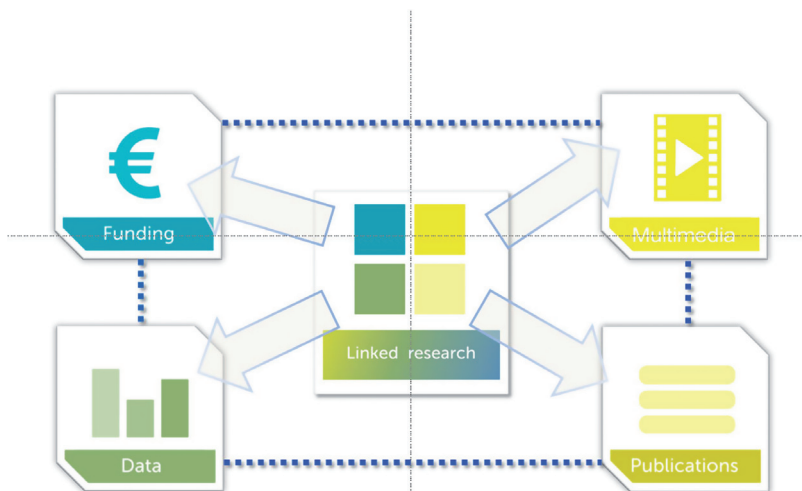 €
Funding
Multimedia
Linked research
Data
Publications